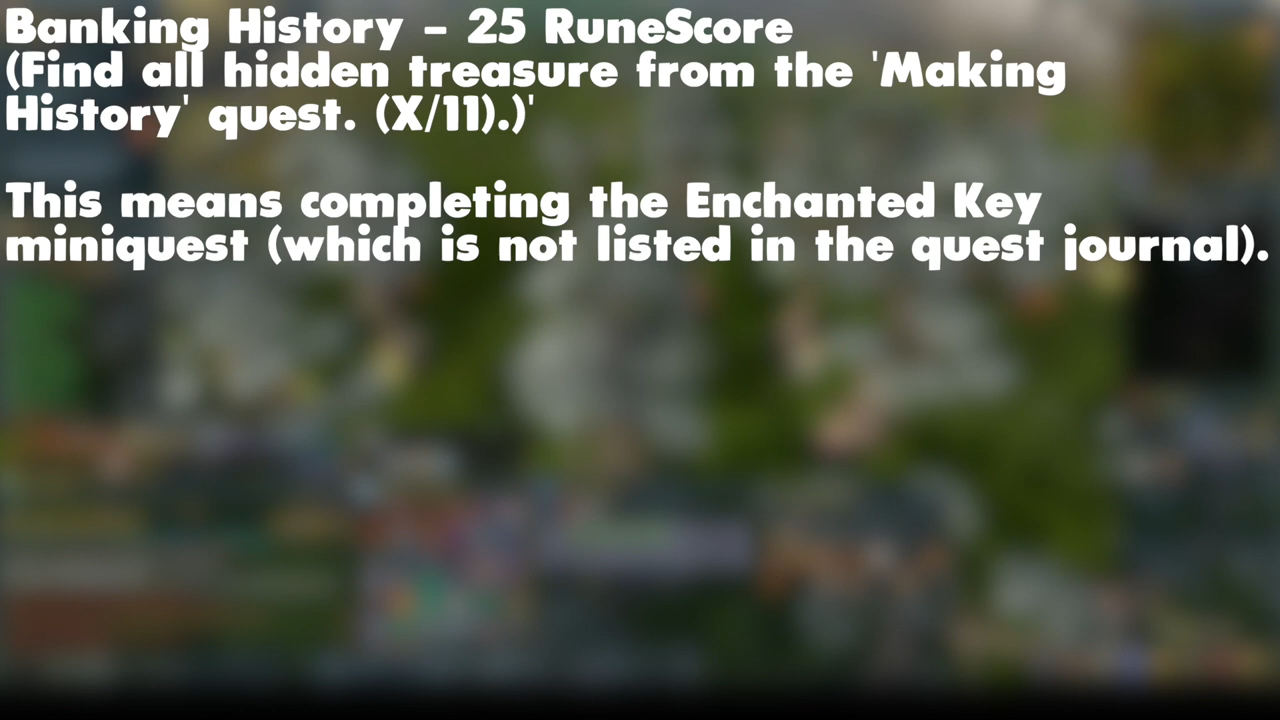 Banking History – 25 RuneScore
(Find all hidden treasure from the 'Making
History' quest. (X/11).)'
This means completing the Enchanted Key
miniquest (which is not listed in the quest journal).